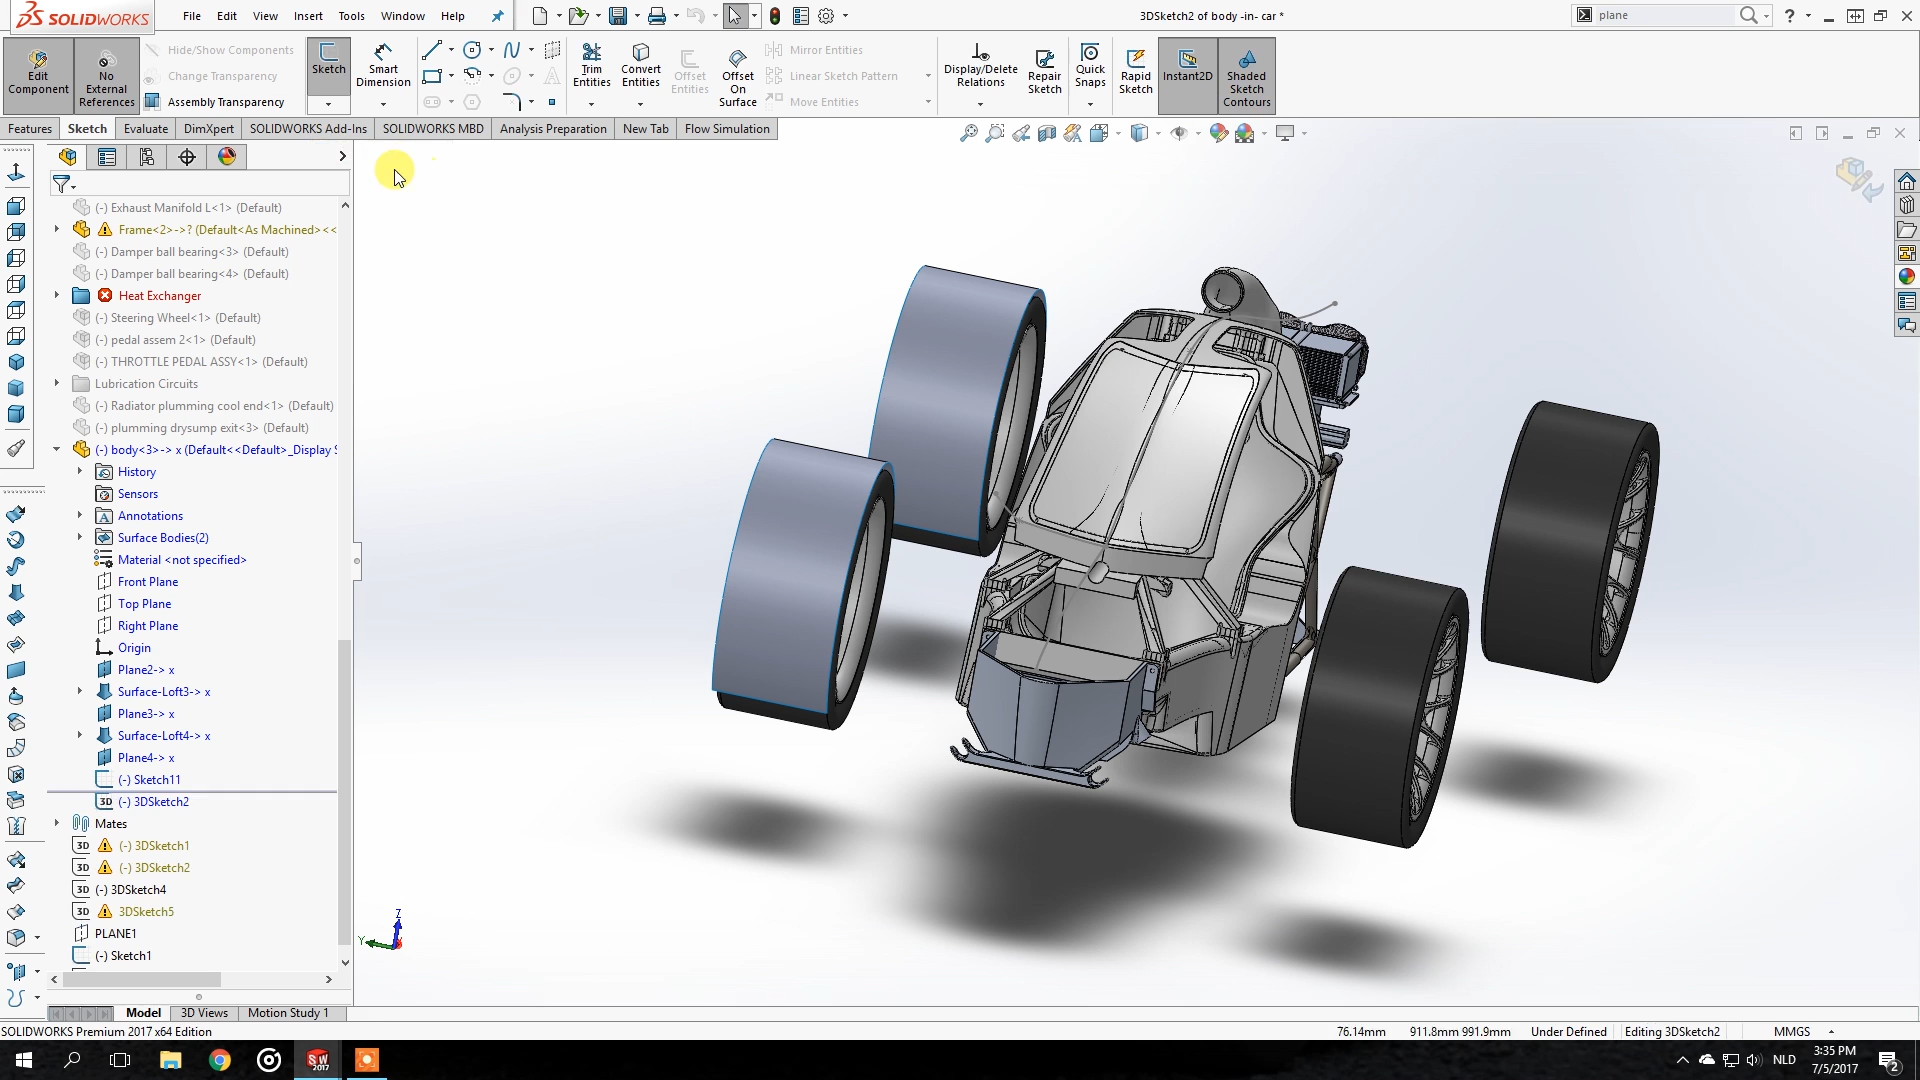 SOLIDWORKS
File Edit View Insert Tools Window Help
3DSketch2 of body -in- car *
plane
Edit Component
No External References
Hide/Show Components
Change Transparency
Assembly Transparency
Sketch
Smart Dimension
Trim Entities
Convert Entities
Offset Entities
Offset On Surface
Mirror Entities
Linear Sketch Pattern
Move Entities
Display/Delete Relations
Repair Sketch
Quick Snaps
Rapid Sketch
Instant2D
Shaded Sketch Contours
Features Sketch Evaluate DimXpert SOLIDWORKS Add-Ins SOLIDWORKS MBD Analysis Preparation New Tab Flow Simulation
(-) Exhaust Manifold L<1> (Default)
Frame<2>->? (Default<As Machined><<
(-) Damper ball bearing<3> (Default)
(-) Damper ball bearing<4> (Default)
Heat Exchanger
(-) Steering Wheel<1> (Default)
(-) pedal assem 2<1> (Default)
(-) THROTTLE PEDAL ASSY<1> (Default)
Lubrication Circuits
(-) Radiator plumming cool end<1> (Default)
(-) plumming drysump exit<3> (Default)
(-) body<3>-> x (Default<<Default>_Display S
History
Sensors
A Annotations
Surface Bodies(2)
Material <not specified>
Front Plane
Top Plane
Right Plane
Origin
Plane2-> x
Surface-Loft3-> x
Plane3-> x
Surface-Loft4-> x
Plane4-> x
(-) Sketch11
3D (-) 3DSketch2
Mates
3D (-) 3DSketch1
3D (-) 3DSketch2
3D (-) 3DSketch4
3D 3DSketch5
PLANE1
(-) Sketch1
Z
Y
Model 3D Views Motion Study 1
SOLIDWORKS Premium 2017 x64 Edition
76.14mm 911.8mm 991.9mm Under Defined Editing 3DSketch2 MMGS
SW 2017
NLD
3:35 PM
7/5/2017
2